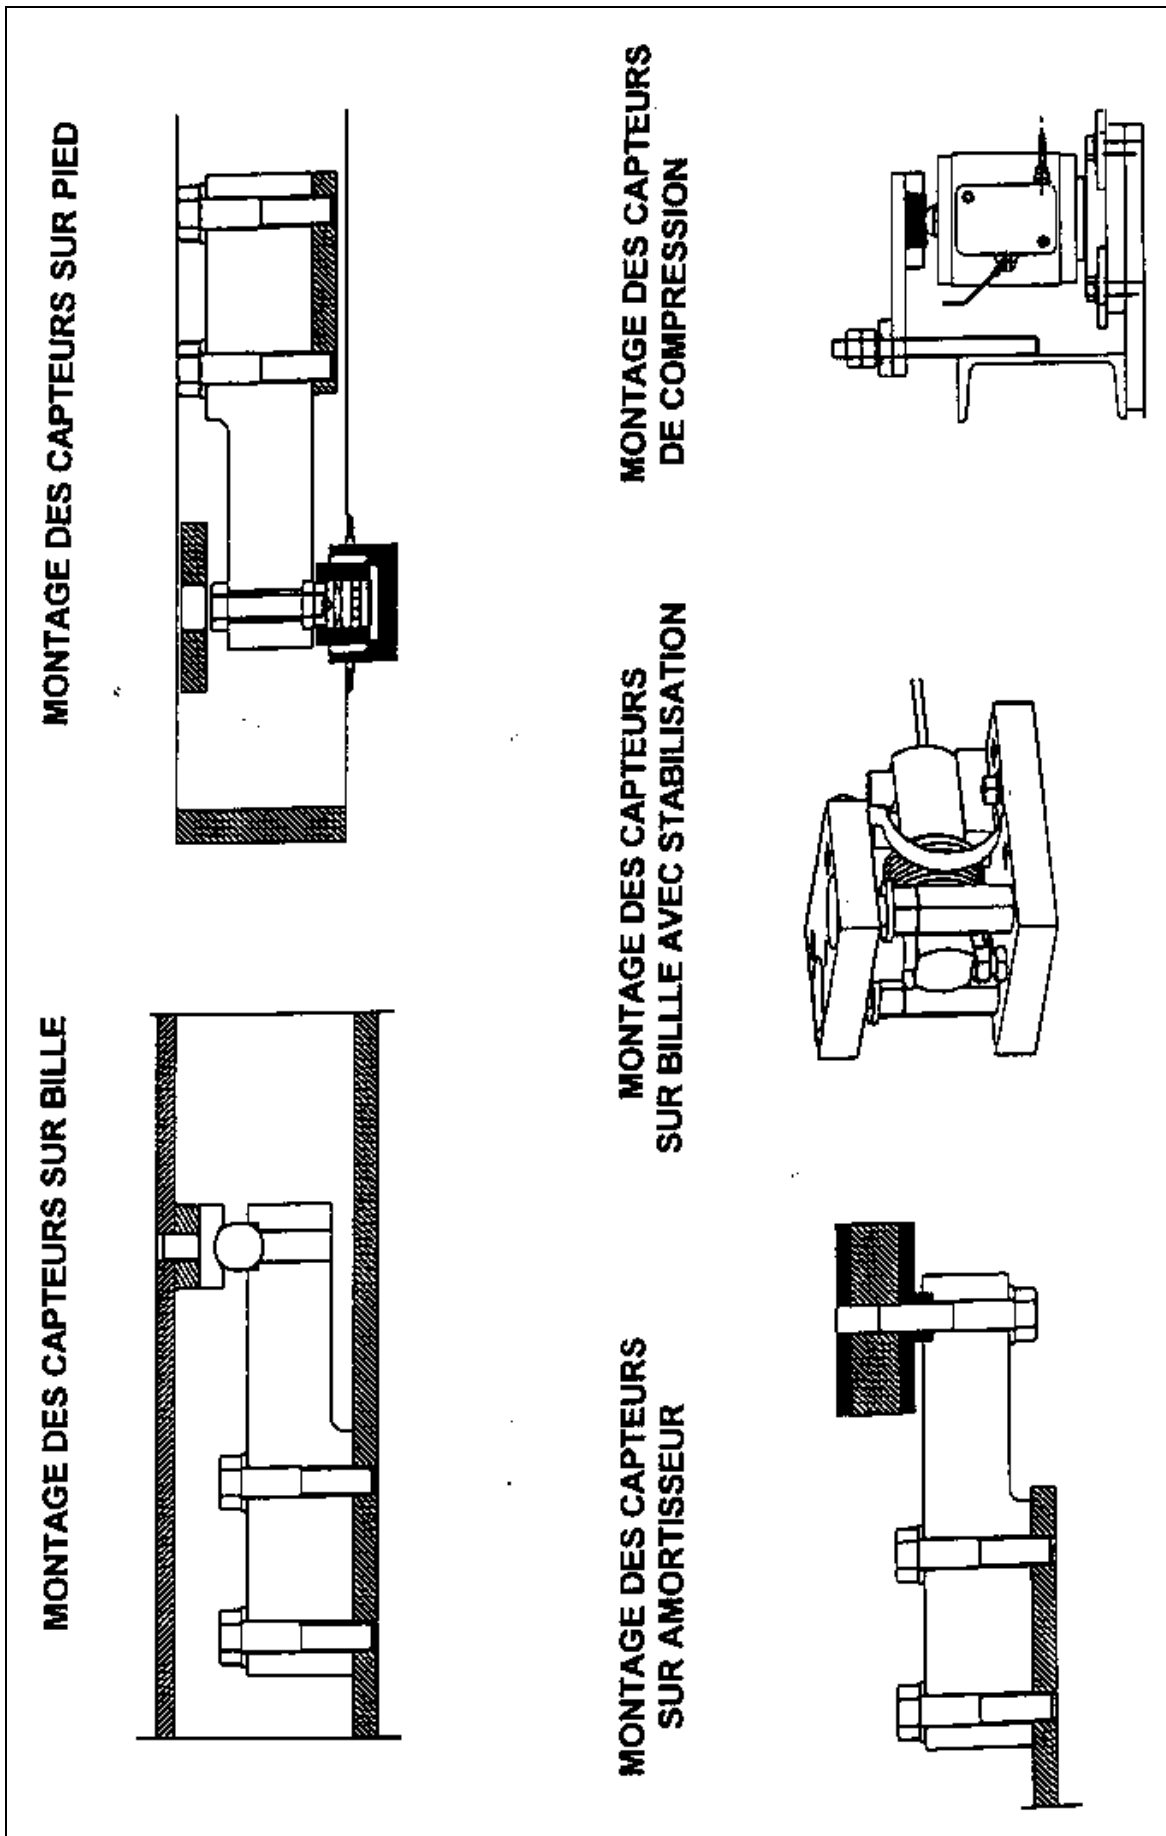 MONTAGE DES CAPTEURS SUR BILLE
MONTAGE DES CAPTEURS SUR PIED
MONTAGE DES CAPTEURS
SUR AMORTISSEUR
MONTAGE DES CAPTEURS
SUR BILLLE AVEC STABILISATION
MONTAGE DES CAPTEURS
DE COMPRESSION